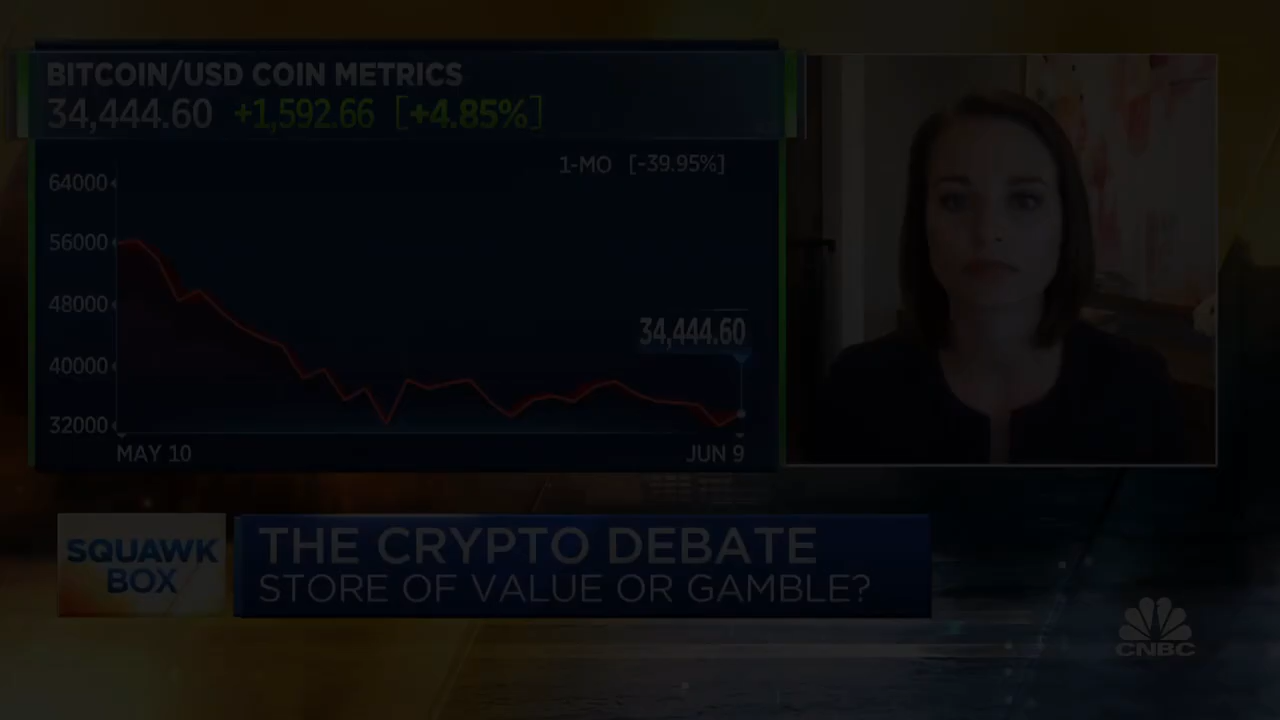 BITCOIN/USD COIN METRICS
34,444.60 +1,592.66 [+4.85%]
1-MO [-39.95%]
64000
56000
48000
40000
32000
34,444.60
MAY 10 JUN 9
SQUAWK BOX
THE CRYPTO DEBATE
STORE OF VALUE OR GAMBLE?
CNBC